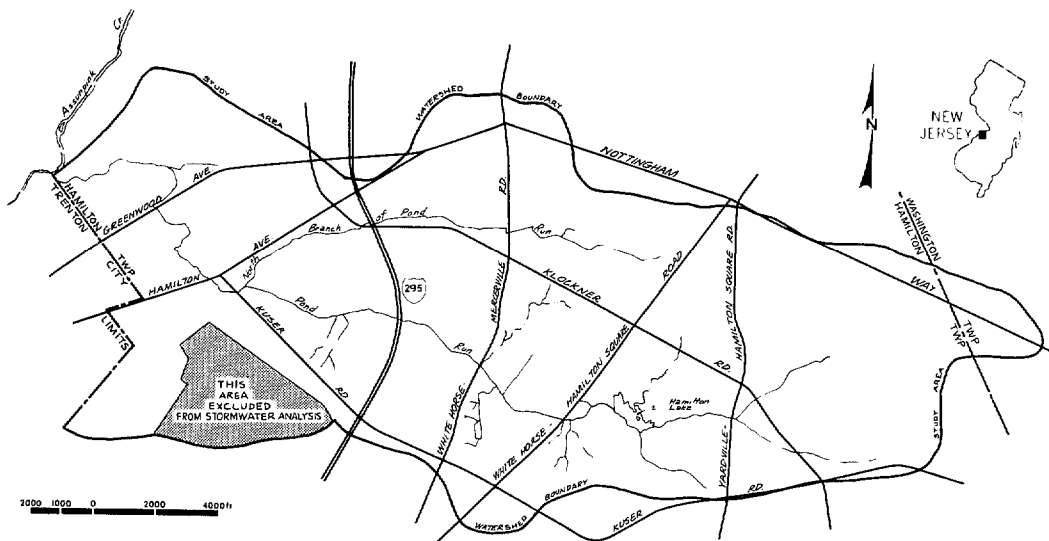 Assunpink Cr
STUDY AREA
WATERSHED BOUNDARY
N
NEW
JERSEY
HAMILTON TWP
TRENTON CITY
LIMITS
GREENWOOD AVE
HAMILTON AVE
NOTTINGHAM WAY
WASHINGTON TWP
HAMILTON TWP
North Branch of Pond Run
295
WHITE HORSE MERCERVILLE RD.
KLOCKNER RD.
WHITE HORSE HAMILTON SQUARE ROAD
YARDVILLE-HAMILTON SQUARE RD.
KUSER RD.
Pond Run
Hamilton
Lake
THIS
AREA
EXCLUDED
FROM STORMWATER ANALYSIS
STUDY AREA
WATERSHED BOUNDARY
KUSER RD.
2000 1000 0 2000 4000ft